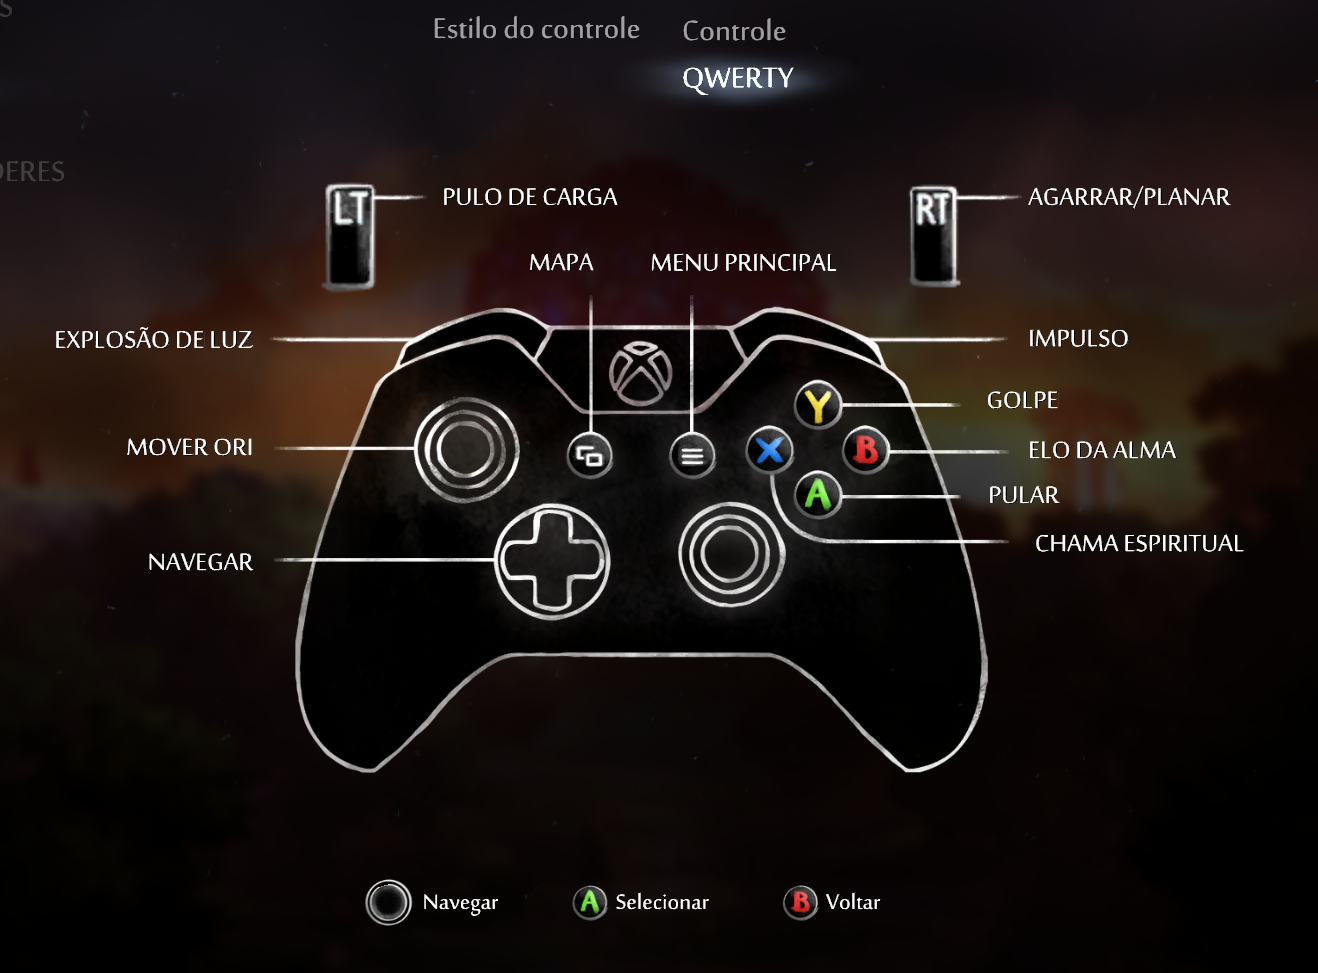 Estilo do controle
Controle
QWERTY
DERES
LT
PULO DE CARGA
RT
AGARRAR/PLANAR
MAPA
MENU PRINCIPAL
EXPLOSÃO DE LUZ
IMPULSO
Y
GOLPE
MOVER ORI
X
B
ELO DA ALMA
A
PULAR
CHAMA ESPIRITUAL
NAVEGAR
Navegar
A Selecionar
B Voltar